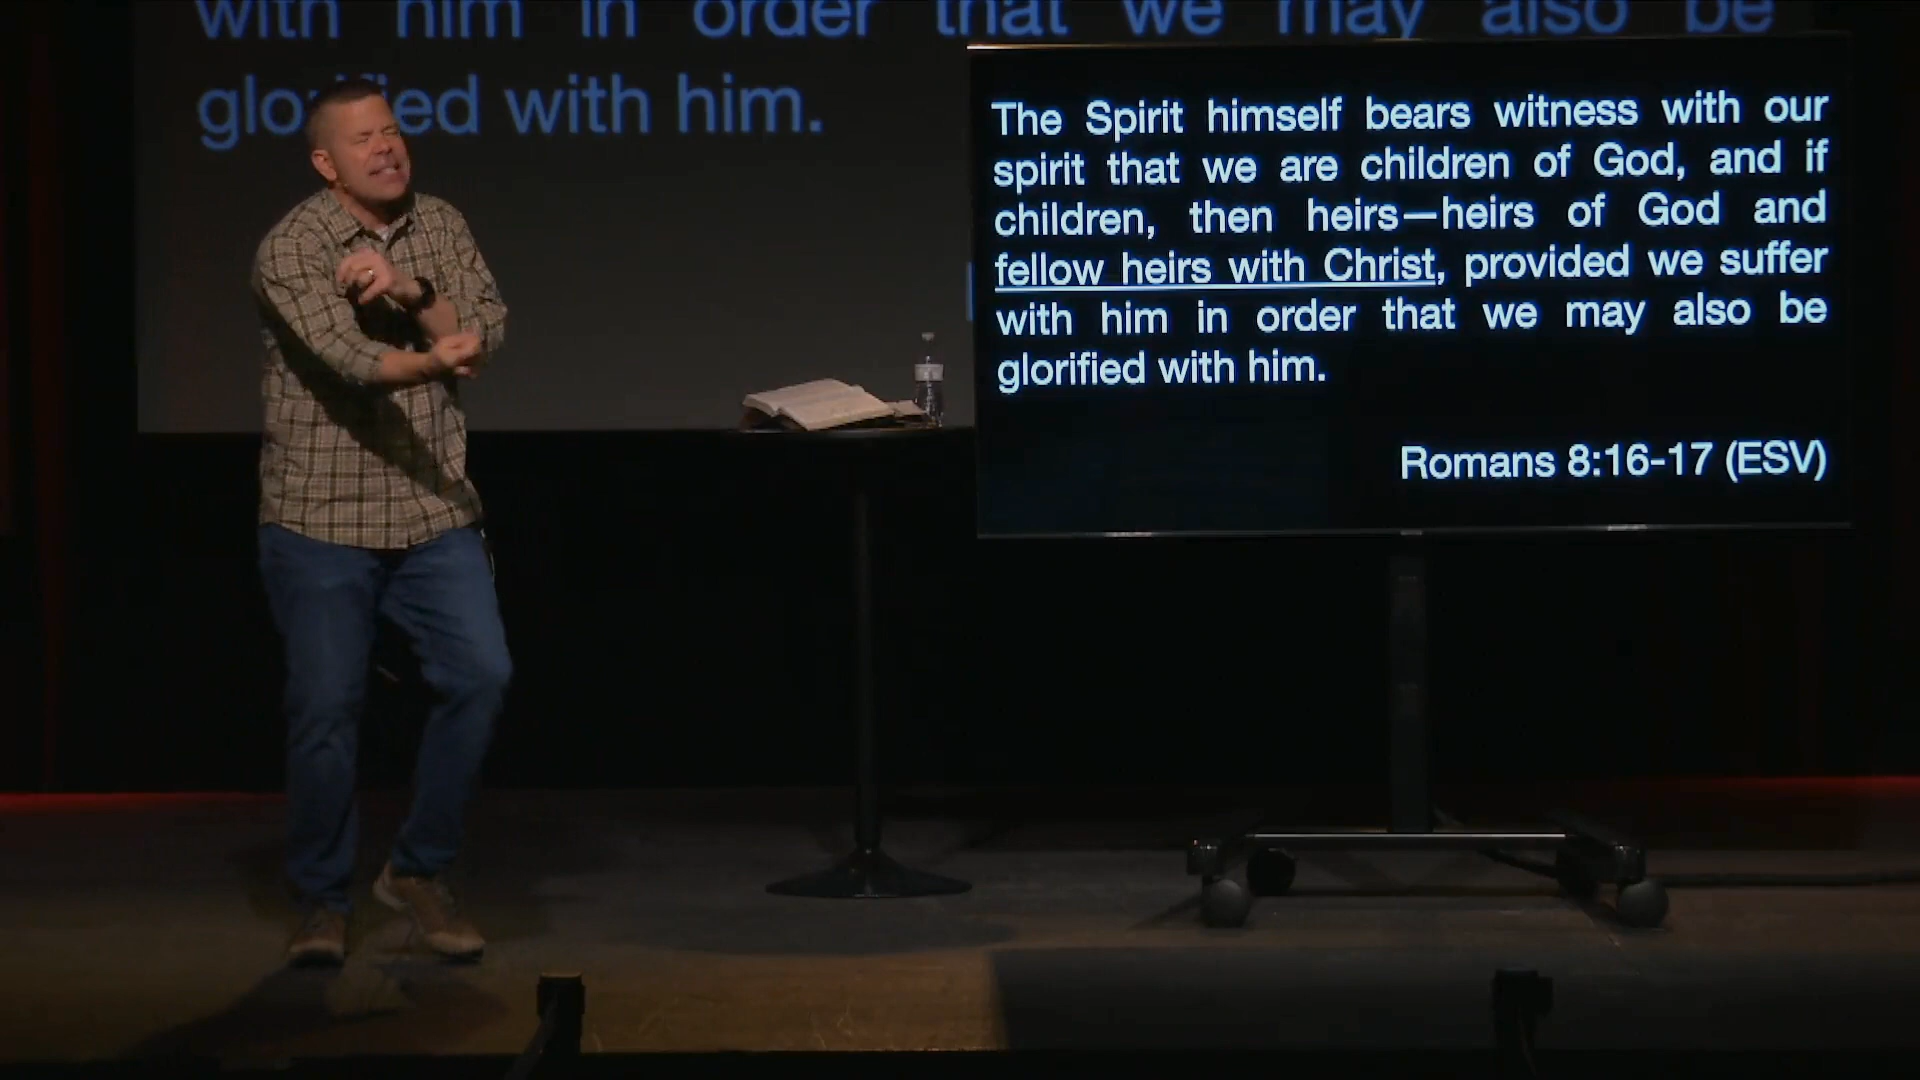 with him in order that we may also be
glorified with him.
The Spirit himself bears witness with our
spirit that we are children of God, and if
children, then heirs—heirs of God and
fellow heirs with Christ, provided we suffer
with him in order that we may also be
glorified with him.
Romans 8:16-17 (ESV)